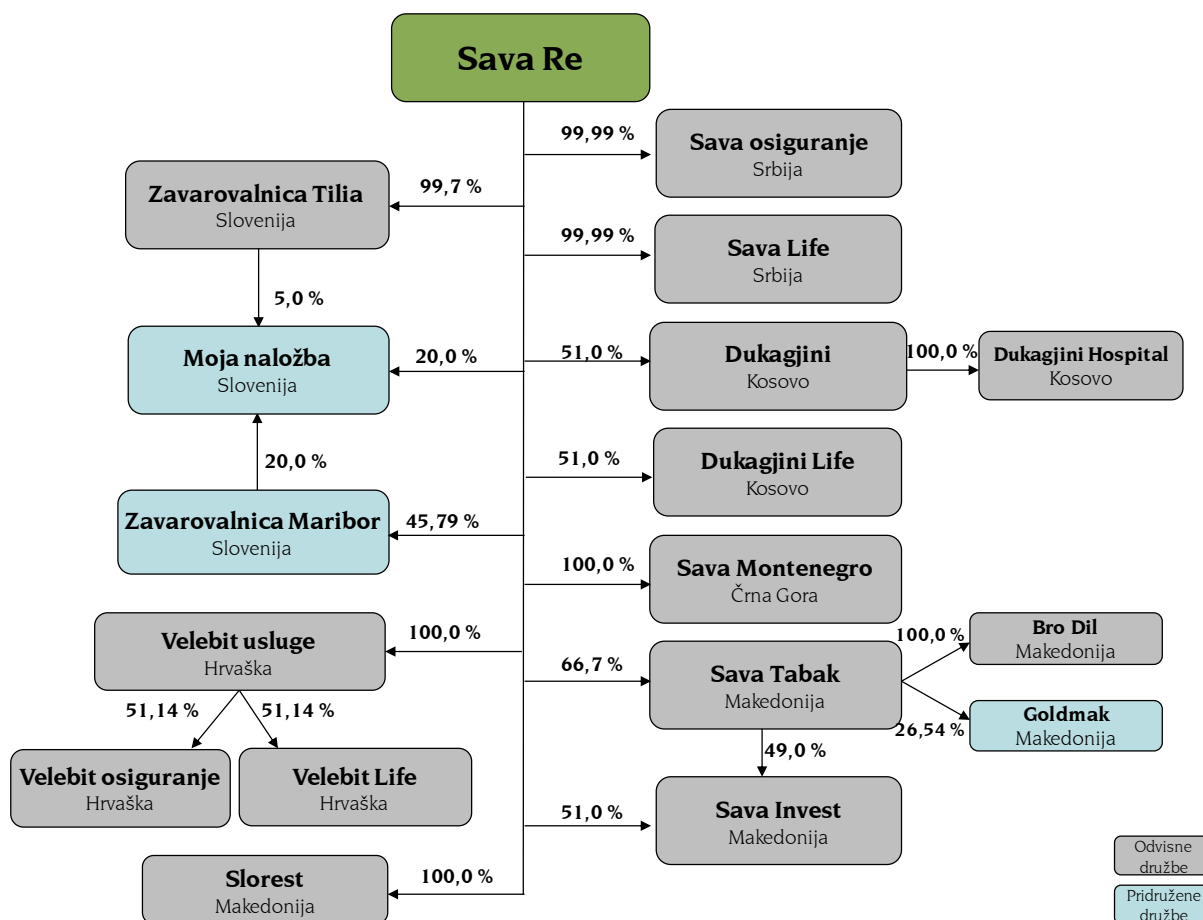 Sava Re
99,99 %
Sava osiguranje
Srbija
Zavarovalnica Tilia
Slovenija
99,7 %
99,99 %
Sava Life
Srbija
5,0 %
Moja naložba
Slovenija
20,0 %
51,0 %
Dukagjini
Kosovo
100,0 %
Dukagjini Hospital
Kosovo
20,0 %
51,0 %
Dukagjini Life
Kosovo
Zavarovalnica Maribor
Slovenija
45,79 %
100,0 %
Sava Montenegro
Črna Gora
Velebit usluge
Hrvaška
100,0 %
66,7 %
Sava Tabak
Makedonija
100,0 %
Bro Dil
Makedonija
26,54 %
Goldmak
Makedonija
51,14 %
51,14 %
49,0 %
Velebit osiguranje
Hrvaška
Velebit Life
Hrvaška
51,0 %
Sava Invest
Makedonija
Slorest
Makedonija
100,0 %
Odvisne
družbe
Pridružene
družbe